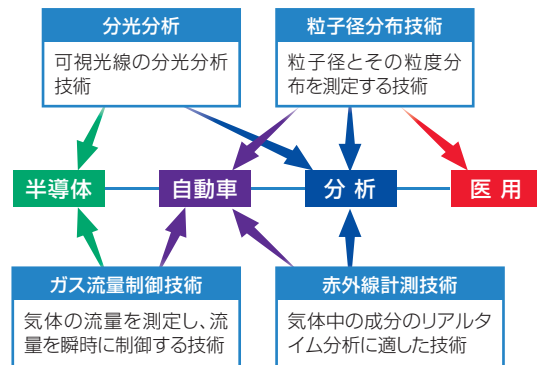 分光分析
可視光線の分光分析
技術
粒子径分布技術
粒子径とその粒度分
布を測定する技術
半導体
自動車
分 析
医 用
ガス流量制御技術
気体の流量を測定し、流
量を瞬時に制御する技術
赤外線計測技術
気体中の成分のリアルタ
イム分析に適した技術